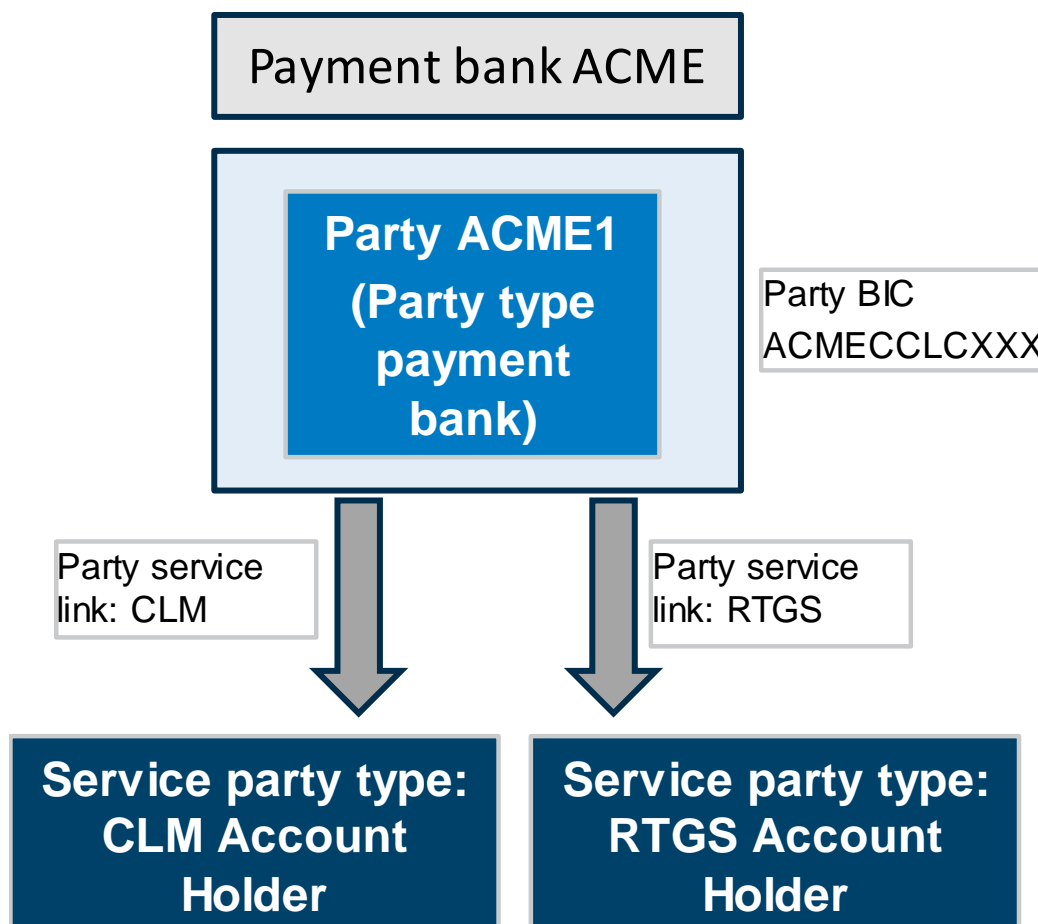 Payment bank ACME
Party ACME1
(Party type
payment
bank)
Party BIC
ACMECCLCXXX
Party service
link: CLM
Party service
link: RTGS
Service party type:
CLM Account
Holder
Service party type:
RTGS Account
Holder